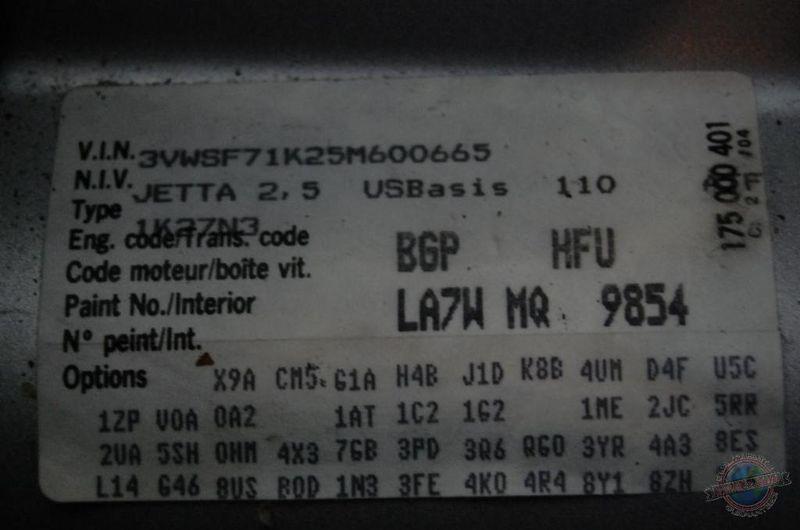 V.I.N. 3VWSF71K25M600665
N.I.V. JETTA 2,5 USBasis 110
Type 1K27N3
Eng. code/Trans. code
Code moteur/boîte vit. BGP HFU
Paint No./Interior LA7W MQ 9854
N° peint/Int.
Options X9A CM5 G1A H4B J1D K8B 4UM D4F U5C
1ZP V0A 0A2 1AT 1C2 1G2 1ME 2JC 5RR
2UA 5SH 0HM 4X3 7GB 3PD 3Q6 QG0 3YR 4A3 8ES
L14 G46 8US B0D 1N3 3FE 4K0 4R4 8Y1 8ZH
175 000 401